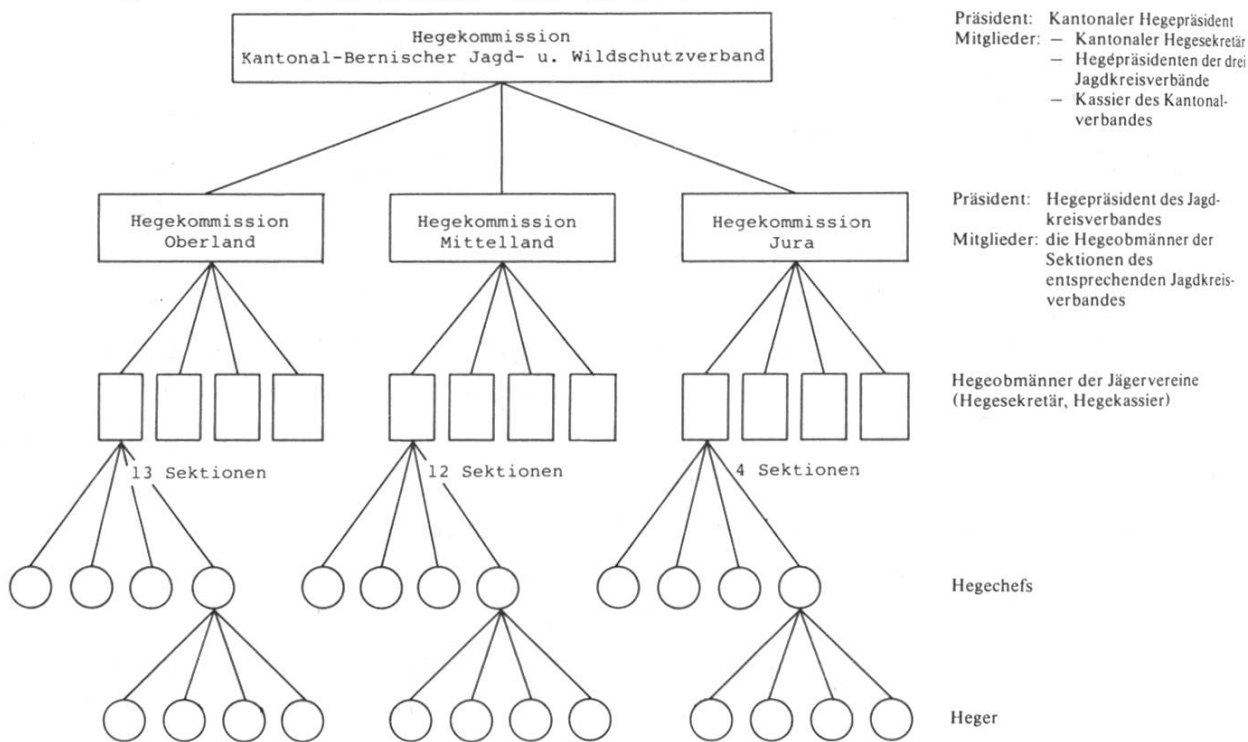 Hegekommission
Kantonal-Bernischer Jagd- u. Wildschutzverband
Präsident: Kantonaler Hegepräsident
Mitglieder: — Kantonaler Hegesekretär
— Hegepräsidenten der drei
Jagdkreisverbände
— Kassier des Kantonal-
verbandes
Hegekommission
Oberland
Hegekommission
Mittelland
Hegekommission
Jura
Präsident: Hegepräsident des Jagd-
kreisverbandes
Mitglieder: die Hegeobmänner der
Sektionen des
entsprechenden Jagdkreis-
verbandes
Hegeobmänner der Jägervereine
(Hegesekretär, Hegekassier)
13 Sektionen
12 Sektionen
4 Sektionen
Hegechefs
Heger